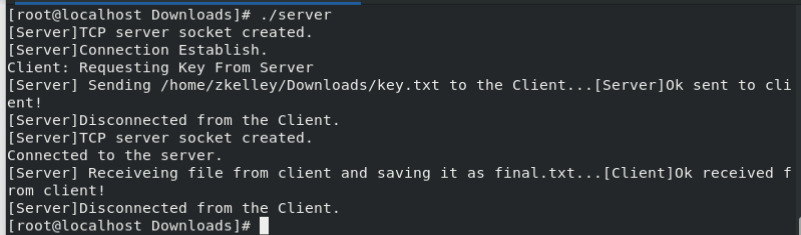 [root@localhost Downloads]# ./server
[Server]TCP server socket created.
[Server]Connection Establish.
Client: Requesting Key From Server
[Server] Sending /home/zkelley/Downloads/key.txt to the Client...[Server]Ok sent to cli
ent!
[Server]Disconnected from the Client.
[Server]TCP server socket created.
Connected to the server.
[Server] Receiveing file from client and saving it as final.txt...[Client]Ok received f
rom client!
[Server]Disconnected from the Client.
[root@localhost Downloads]#